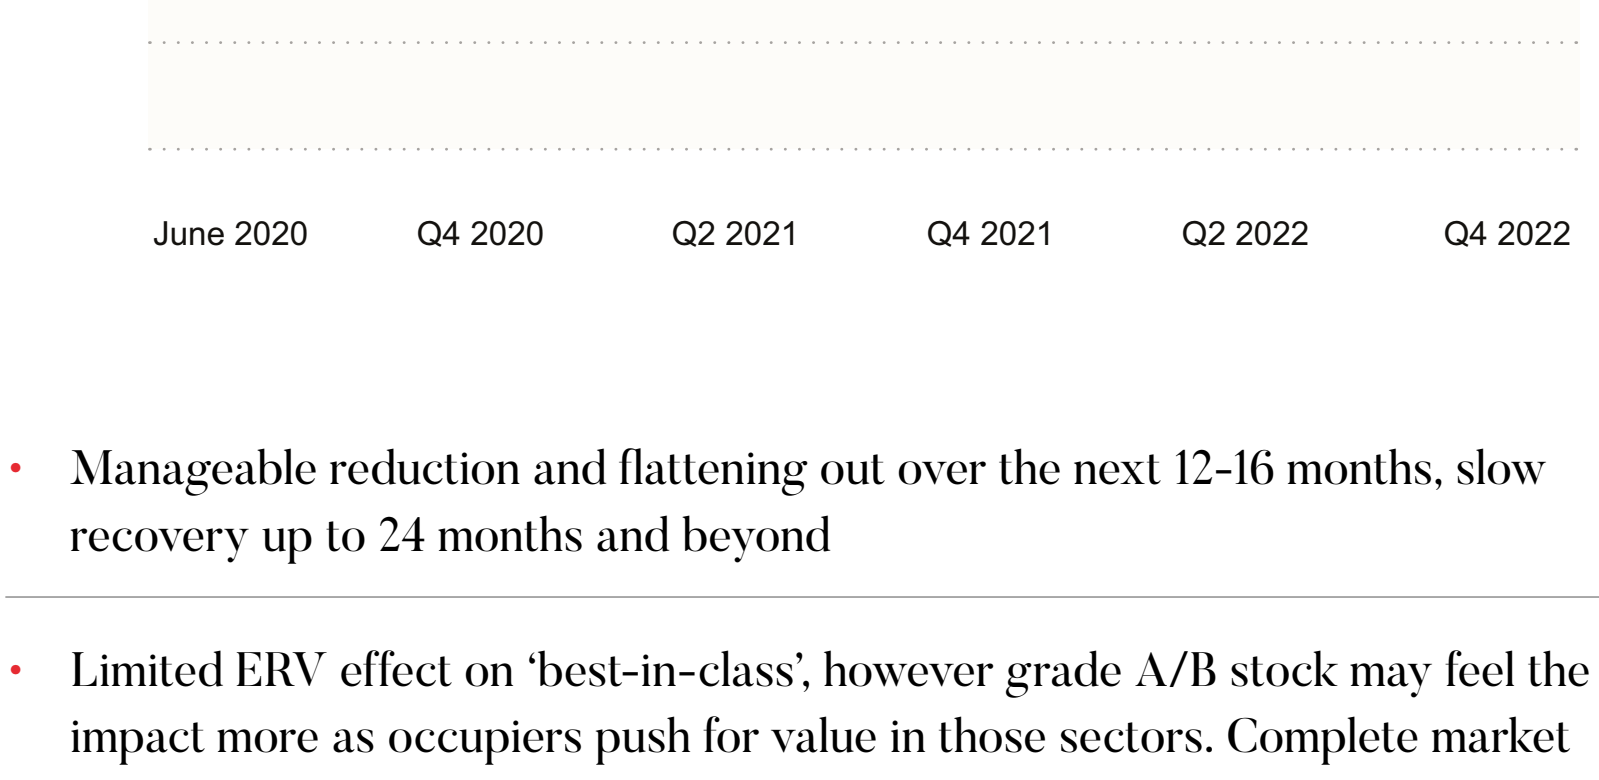 June 2020 Q4 2020 Q2 2021 Q4 2021 Q2 2022 Q4 2022
• Manageable reduction and flattening out over the next 12-16 months, slow
recovery up to 24 months and beyond
• Limited ERV effect on ‘best-in-class’, however grade A/B stock may feel the
impact more as occupiers push for value in those sectors. Complete market